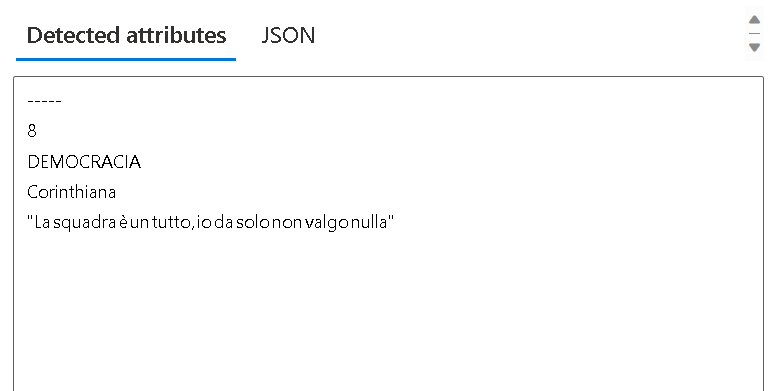 Detected attributes JSON
-----
8
DEMOCRACIA
Corinthiana
"La squadra è un tutto, io da solo non valgo nulla"